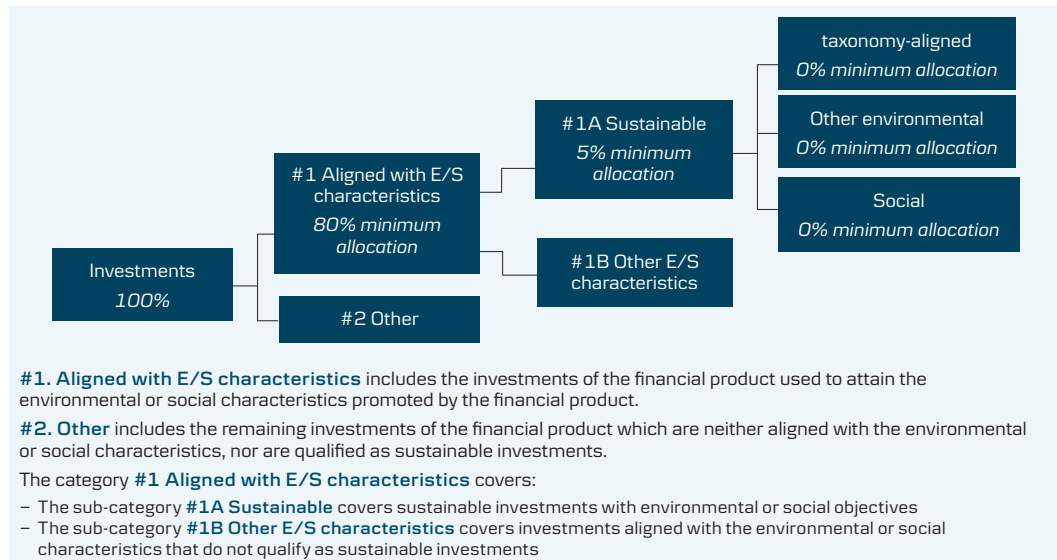 taxonomy-aligned
0% minimum allocation
Other environmental
0% minimum allocation
Social
0% minimum allocation
#1A Sustainable
5% minimum
allocation
#1 Aligned with E/S
characteristics
80% minimum
allocation
#1B Other E/S
characteristics
Investments
100%
#2 Other
#1. Aligned with E/S characteristics includes the investments of the financial product used to attain the
environmental or social characteristics promoted by the financial product.
#2. Other includes the remaining investments of the financial product which are neither aligned with the environmental
or social characteristics, nor are qualified as sustainable investments.
The category #1 Aligned with E/S characteristics covers:
– The sub-category #1A Sustainable covers sustainable investments with environmental or social objectives
– The sub-category #1B Other E/S characteristics covers investments aligned with the environmental or social
characteristics that do not qualify as sustainable investments